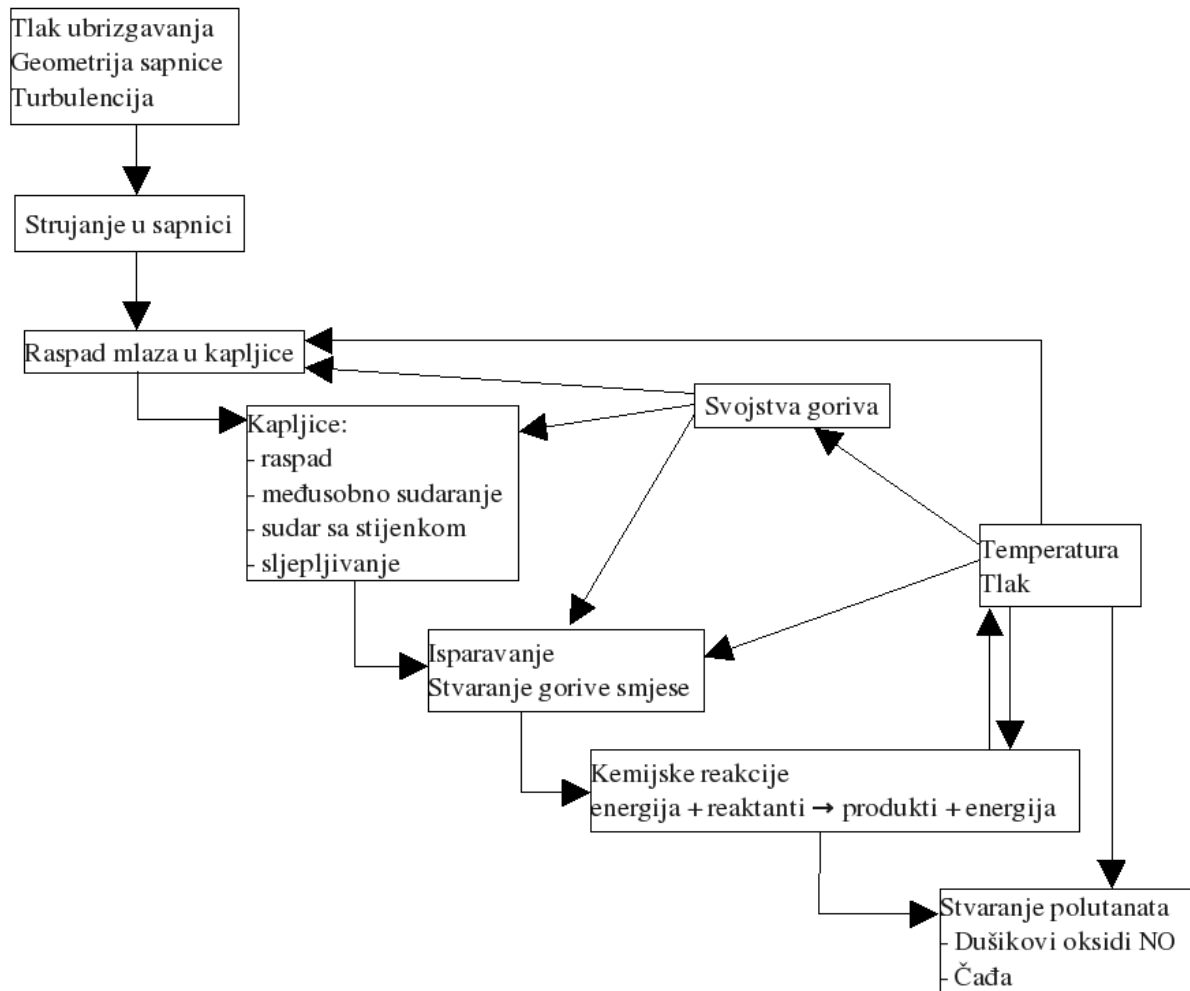 Tlak ubrizgavanja
Geometrija sapnice
Turbulencija
Strujanje u sapnici
Raspad mlaza u kapljice
Svojstva goriva
Kapljice:
- raspad
- međusobno sudaranje
- sudar sa stijenkom
- sljepljivanje
Temperatura
Tlak
Isparavanje
Stvaranje gorive smjese
Kemijske reakcije
energija + reaktanti → produkti + energija
Stvaranje polutanata
- Dušikovi oksidi NO
- Čađa